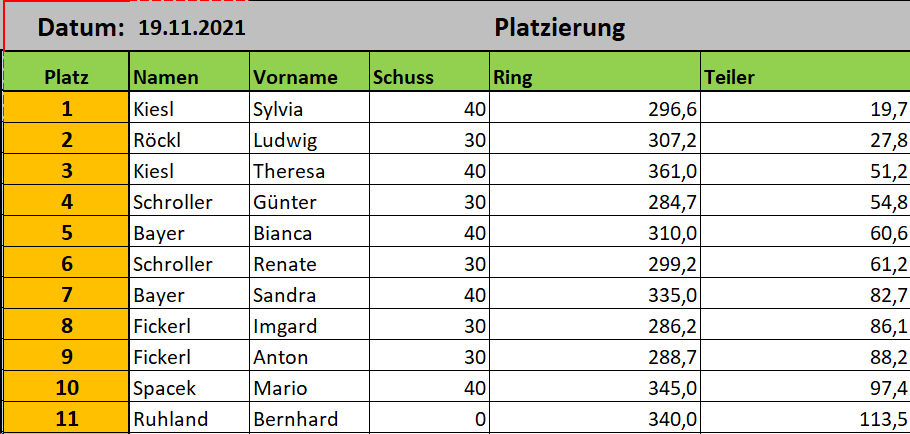 Datum: 19.11.2021 Platzierung
Platz Namen Vorname Schuss Ring Teiler
1 Kiesl Sylvia 40 296,6 19,7
2 Röckl Ludwig 30 307,2 27,8
3 Kiesl Theresa 40 361,0 51,2
4 Schroller Günter 30 284,7 54,8
5 Bayer Bianca 40 310,0 60,6
6 Schroller Renate 30 299,2 61,2
7 Bayer Sandra 40 335,0 82,7
8 Fickerl Imgard 30 286,2 86,1
9 Fickerl Anton 30 288,7 88,2
10 Spacek Mario 40 345,0 97,4
11 Ruhland Bernhard 0 340,0 113,5